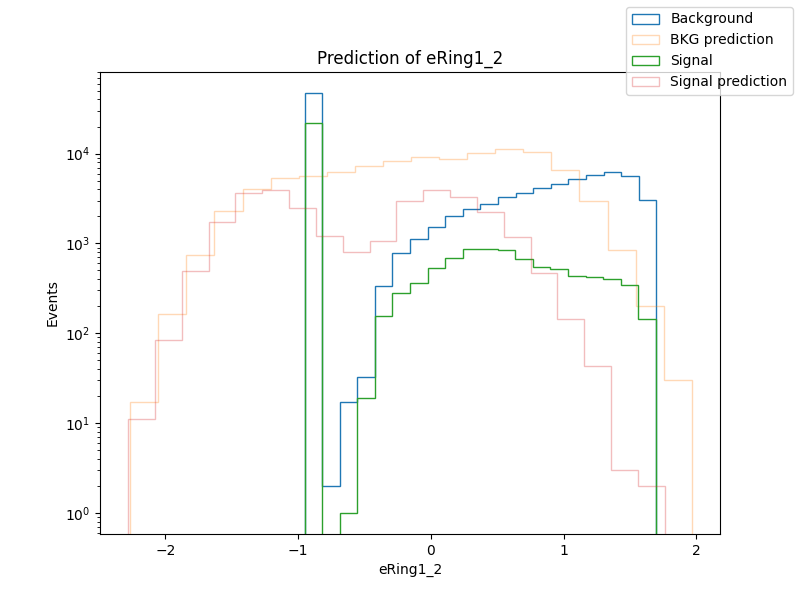 Prediction of eRing1_2
Background
BKG prediction
Signal
Signal prediction
Events
10⁴
10³
10²
10¹
10⁰
−2
−1
0
1
2
eRing1_2